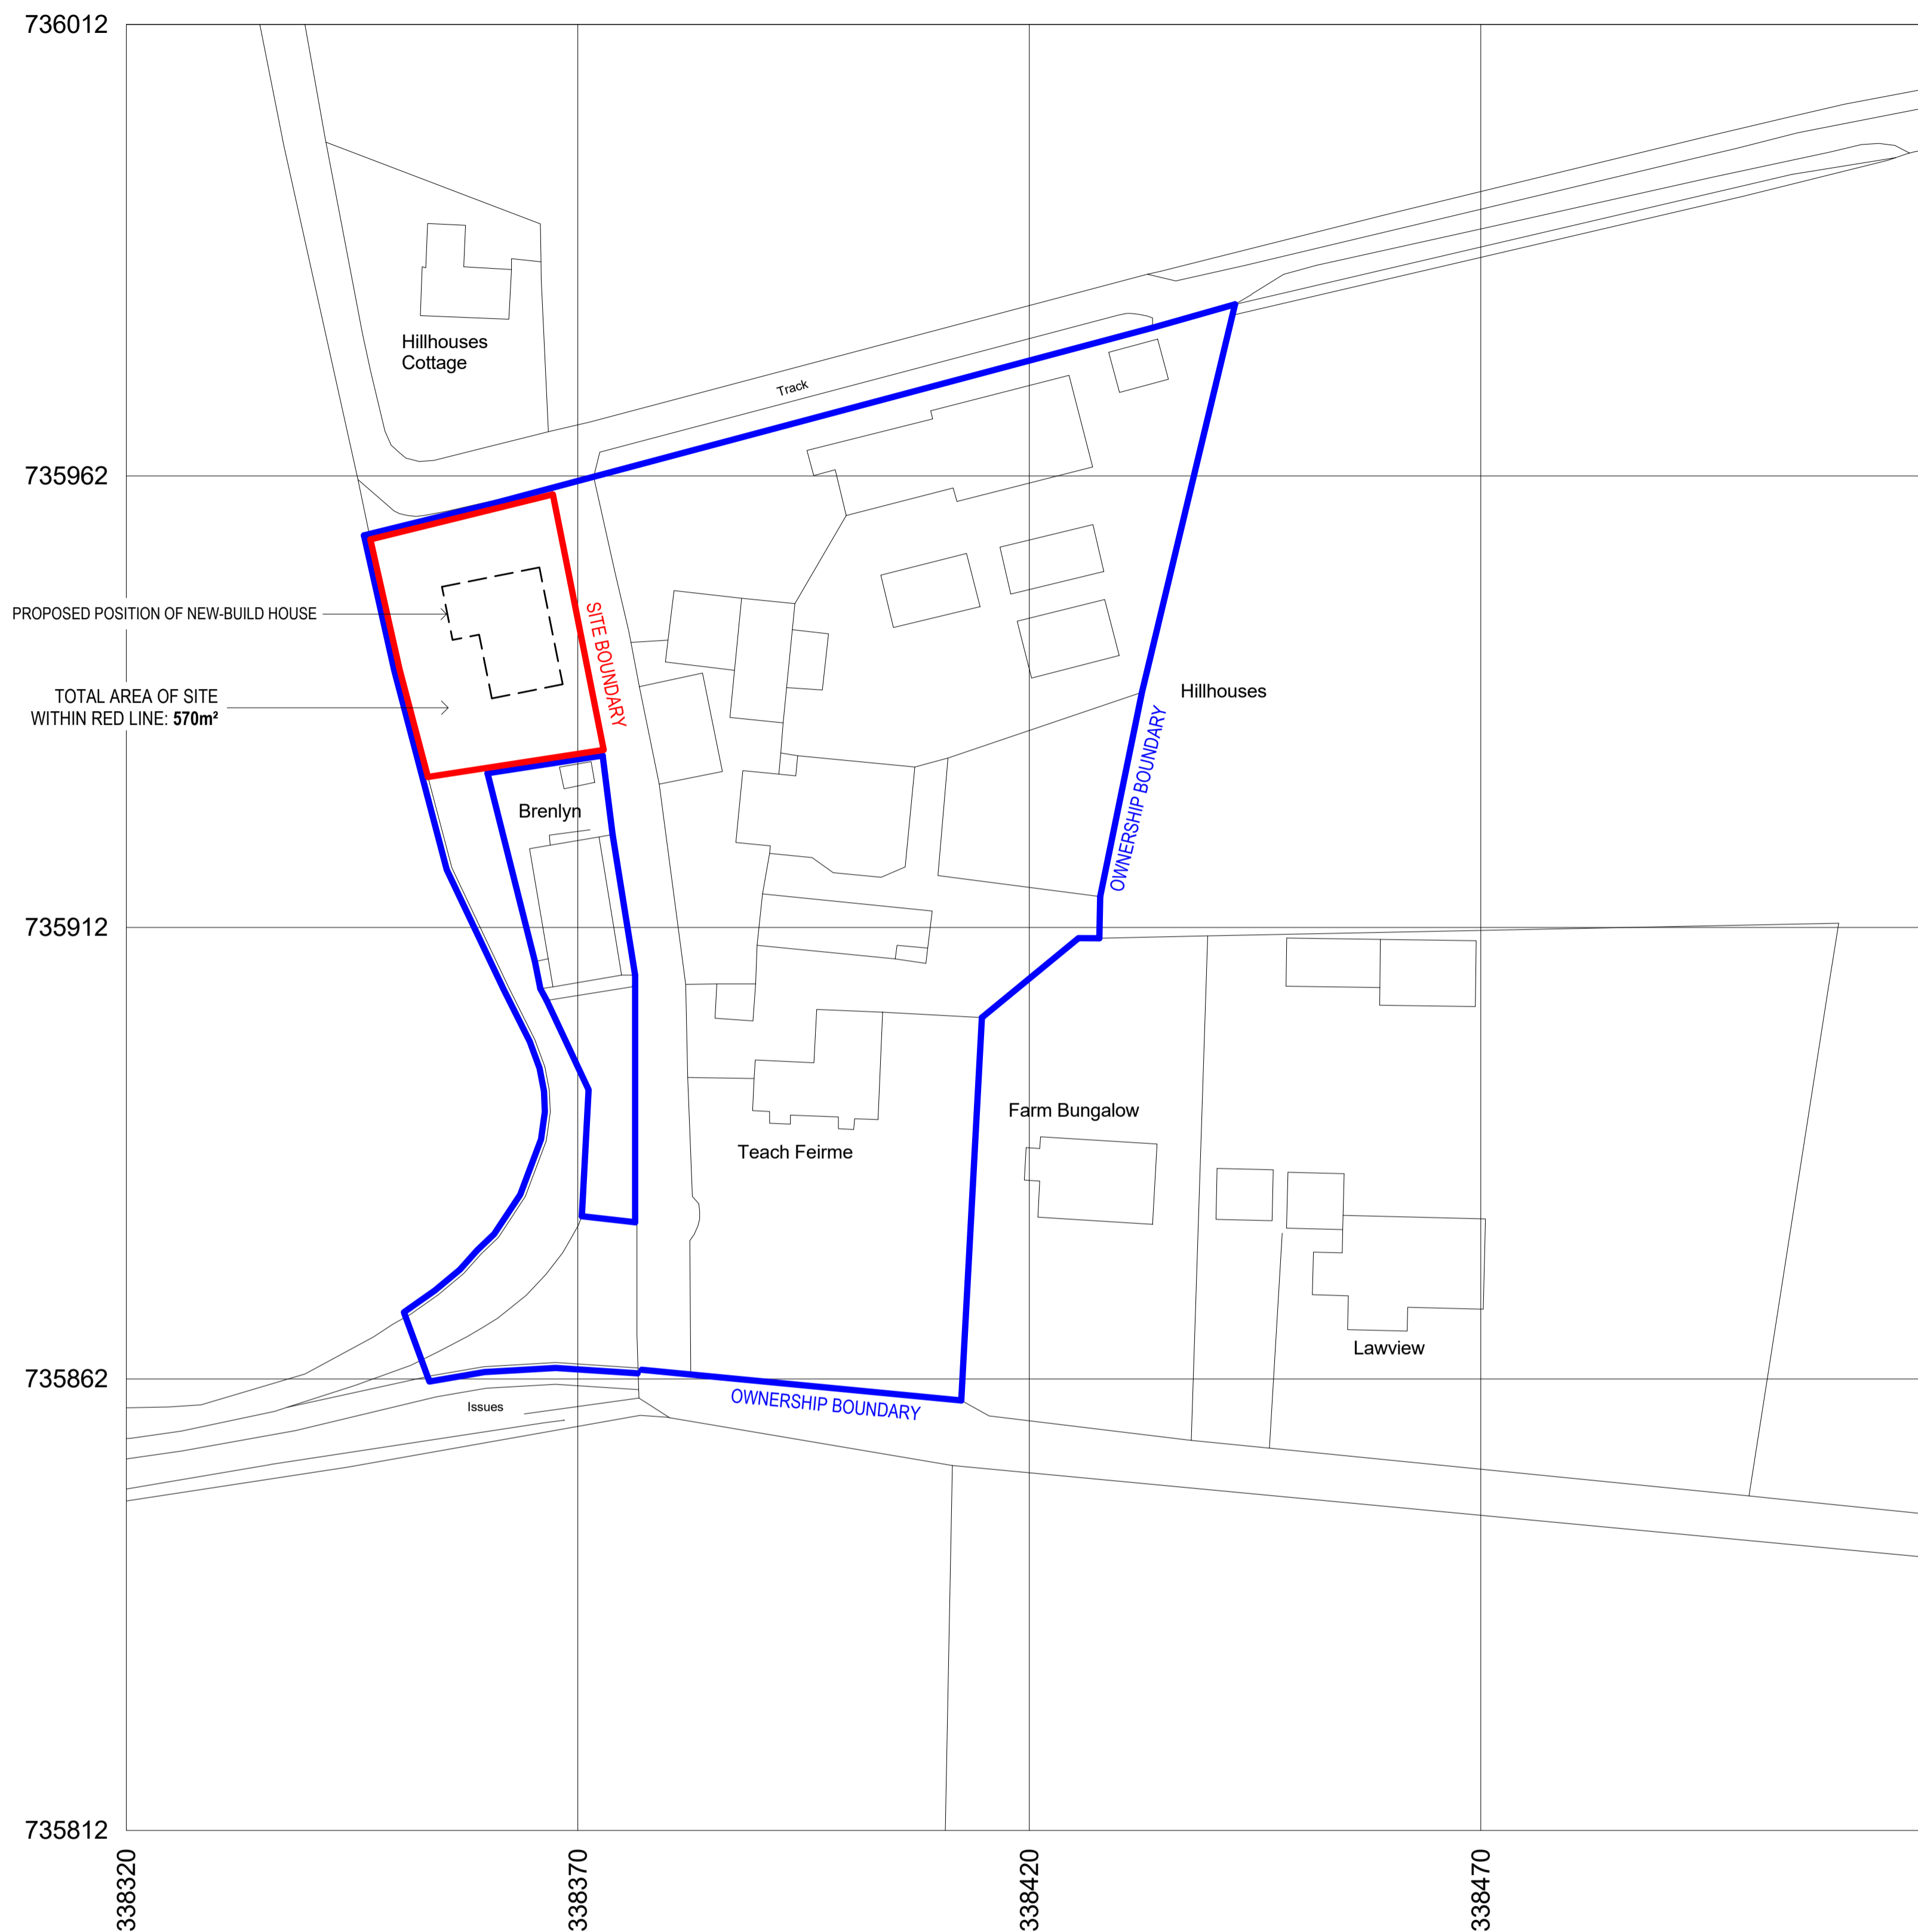 736012
Hillhouses
Cottage
Track
735962
PROPOSED POSITION OF NEW-BUILD HOUSE
SITE BOUNDARY
TOTAL AREA OF SITE
WITHIN RED LINE: 570m²
Hillhouses
OWNERSHIP BOUNDARY
Brenlyn
735912
Farm Bungalow
Teach Feirme
Lawview
735862
OWNERSHIP BOUNDARY
Issues
735812
338320
338370
338420
338470